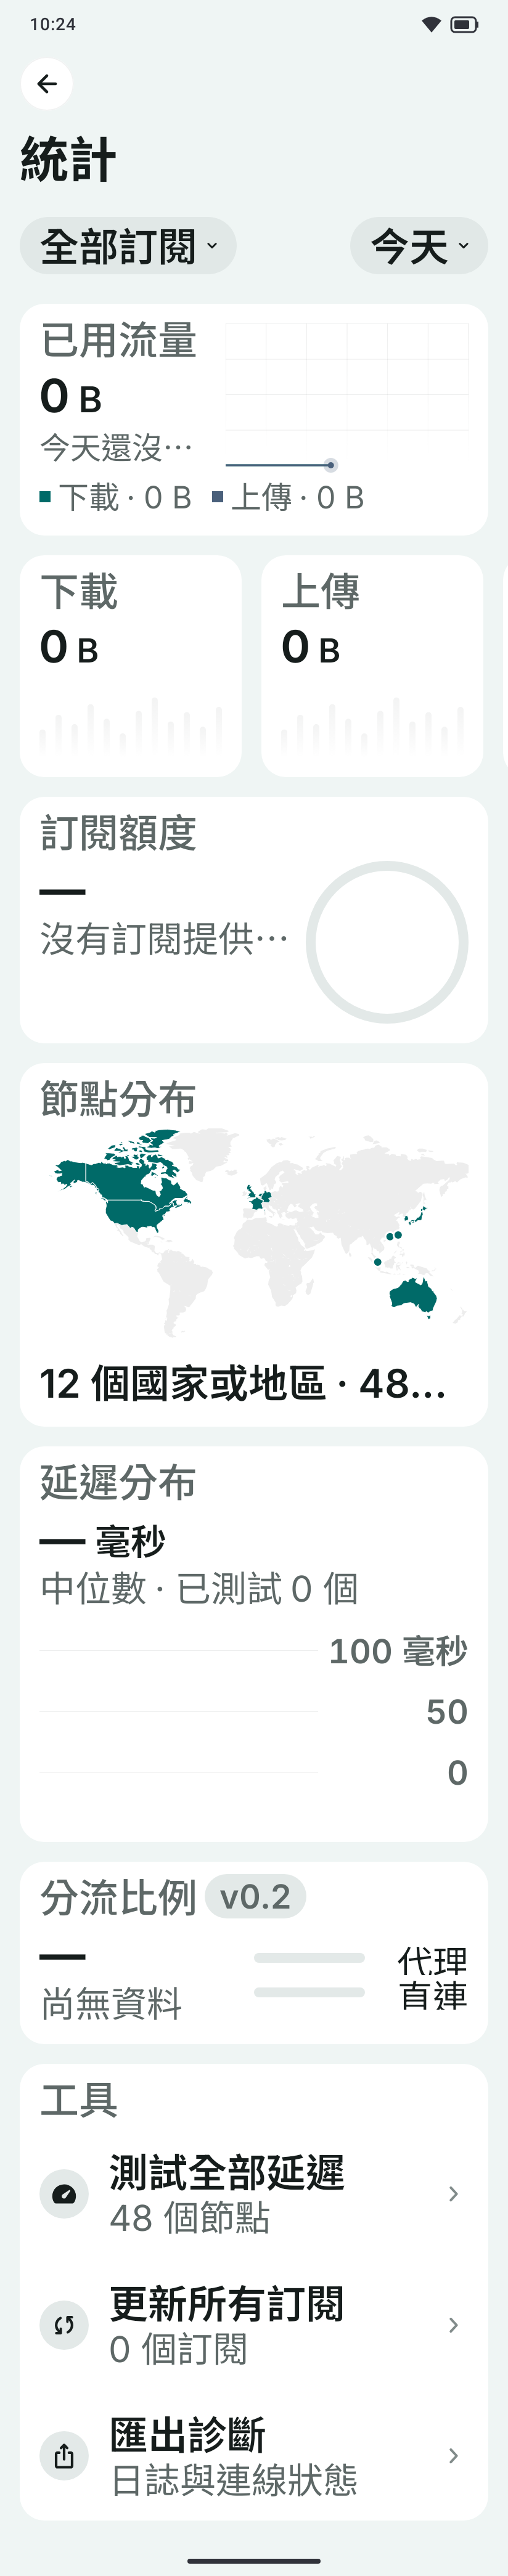 10:24
統計
全部訂閱
今天
已用流量
0 B
今天還沒…
下載 · 0 B
上傳 · 0 B
下載
0 B
上傳
0 B
訂閱額度
—
沒有訂閱提供…
節點分布
12 個國家或地區 · 48…
延遲分布
— 毫秒
中位數 · 已測試 0 個
100 毫秒
50
0
分流比例 v0.2
—
尚無資料
代理
直連
工具
測試全部延遲
48 個節點
更新所有訂閱
0 個訂閱
匯出診斷
日誌與連線狀態